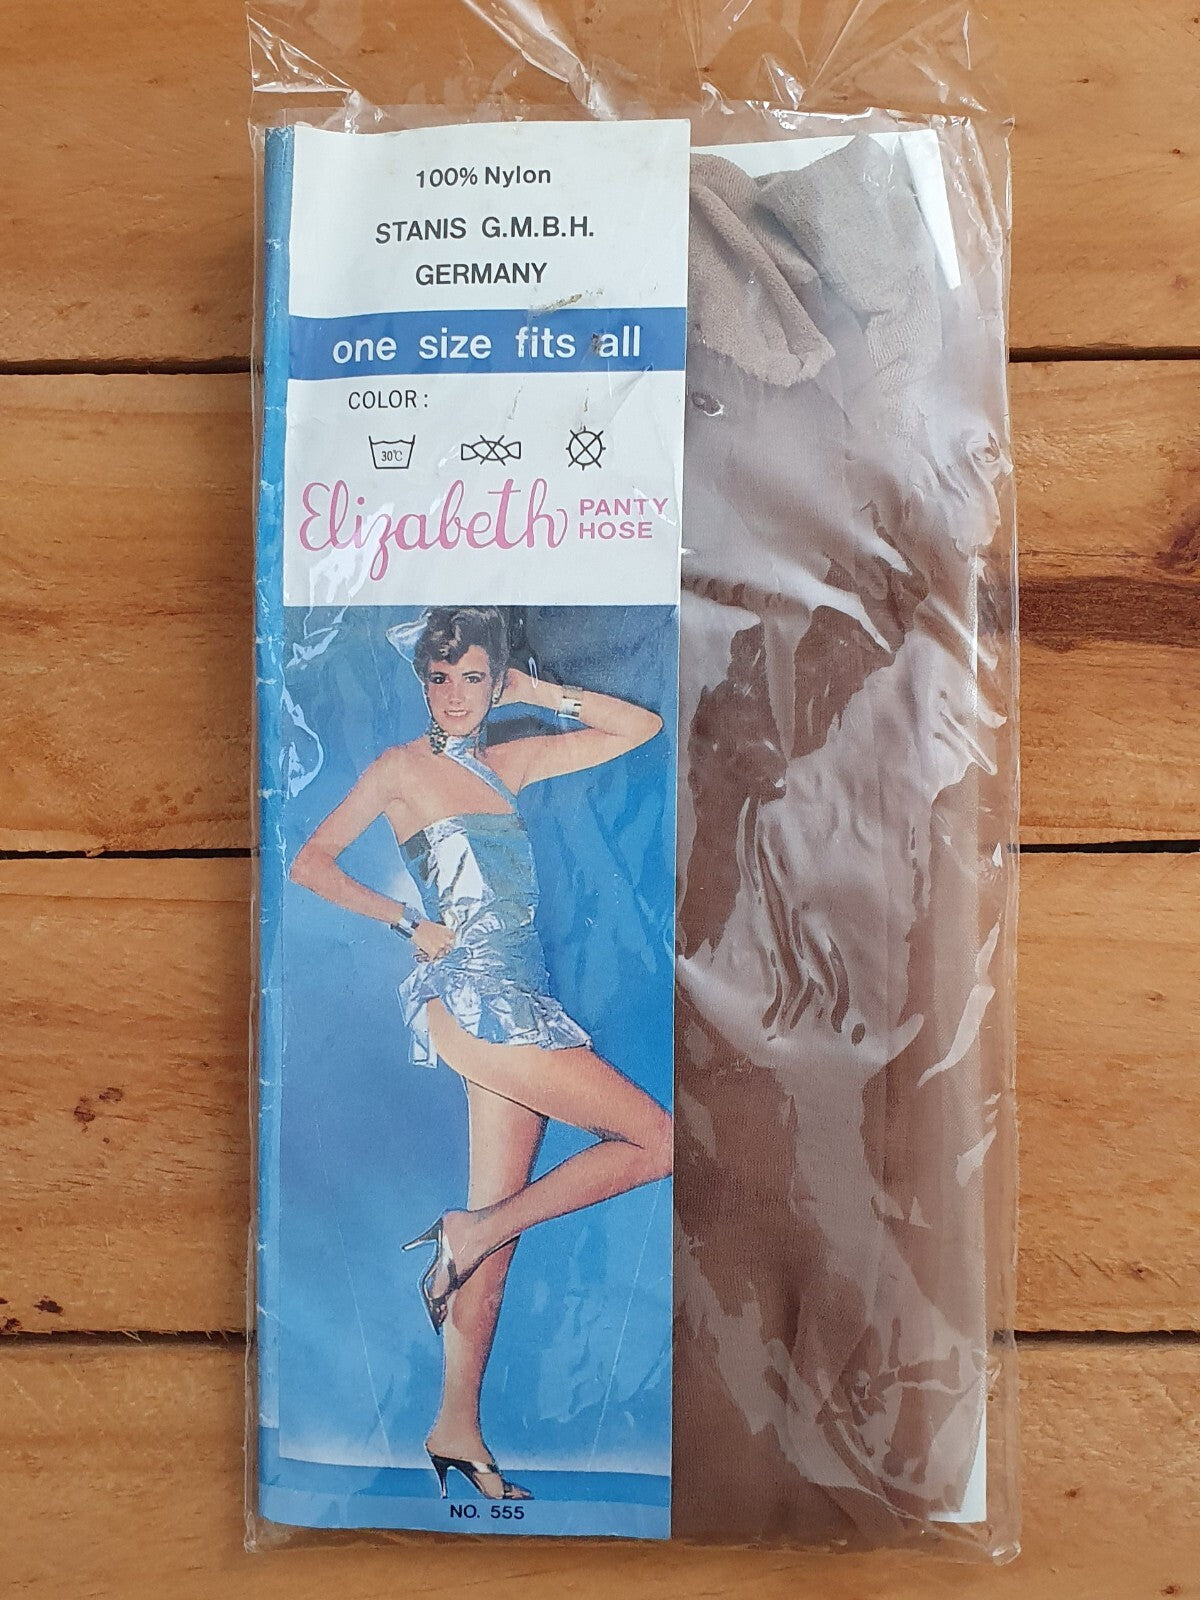 100% Nylon
STANIS G.M.B.H.
GERMANY
one size fits all
COLOR :
30°C
Elizabeth PANTY HOSE
NO. 555